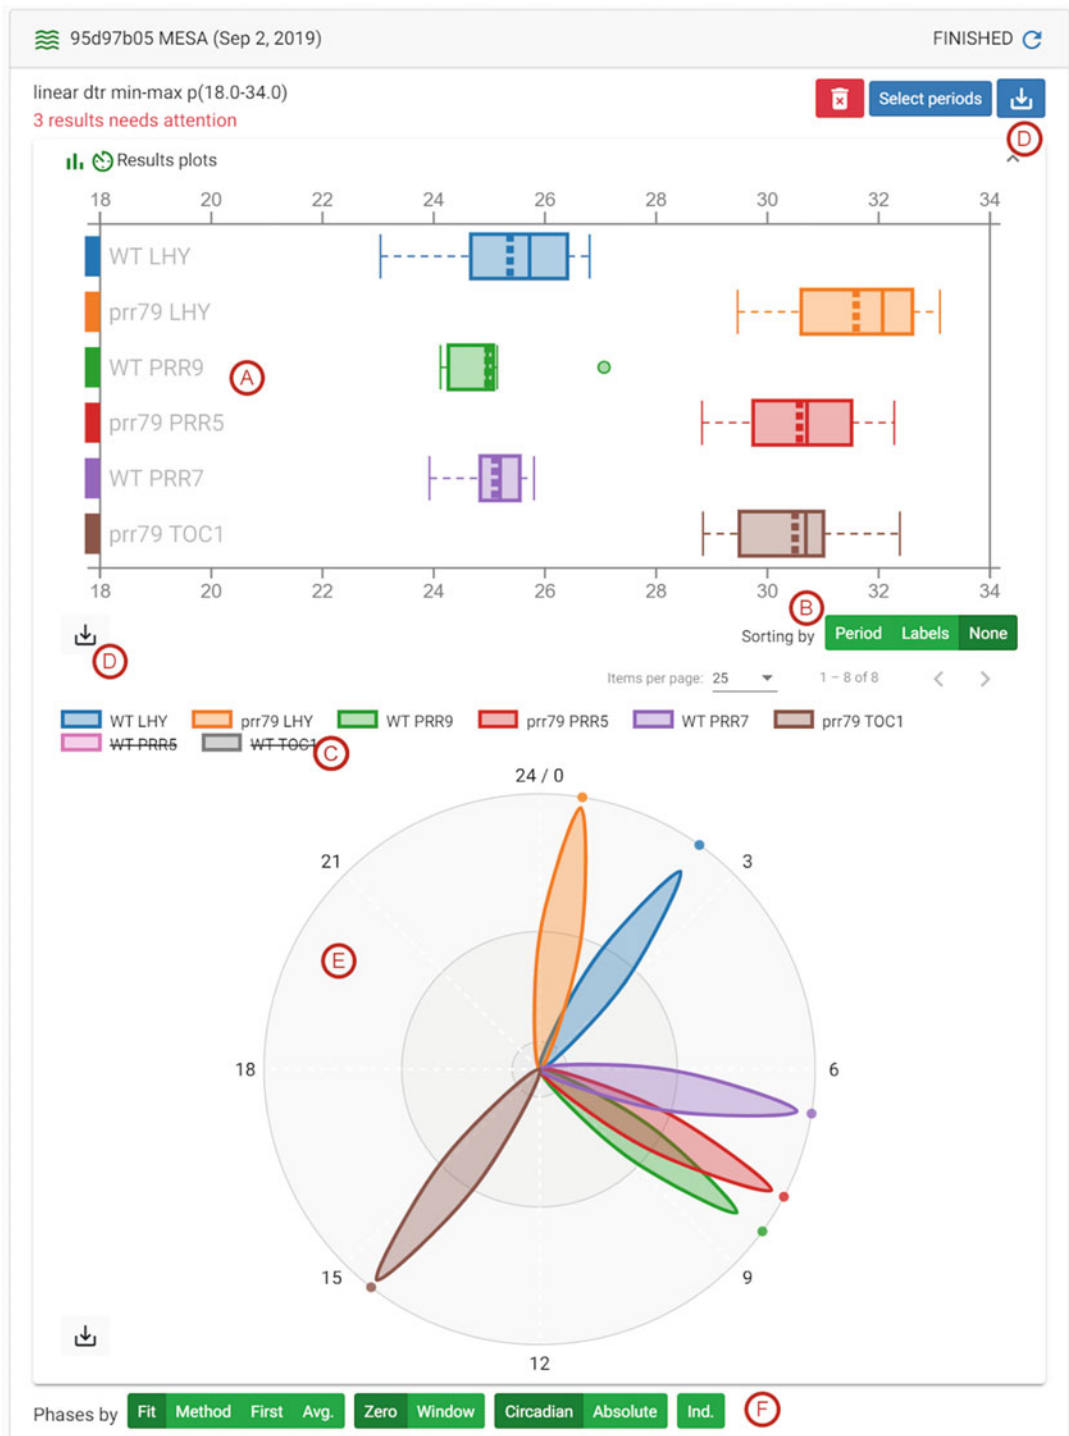 95d97b05 MESA (Sep 2, 2019) FINISHED
linear dtr min-max p(18.0-34.0) Select periods
3 results needs attention
D
Results plots
18 20 22 24 26 28 30 32 34
WT LHY
prr79 LHY
WT PRR9
A
prr79 PRR5
WT PRR7
prr79 TOC1
18 20 22 24 26 28 30 32 34
B
Sorting by Period Labels None
D
Items per page: 25 1 – 8 of 8
WT LHY prr79 LHY WT PRR9 prr79 PRR5 WT PRR7 prr79 TOC1
WT PRR5 WT TOC1
C
24 / 0
21 3
E
18 6
15 9
12
Phases by Fit Method First Avg. Zero Window Circadian Absolute Ind. F